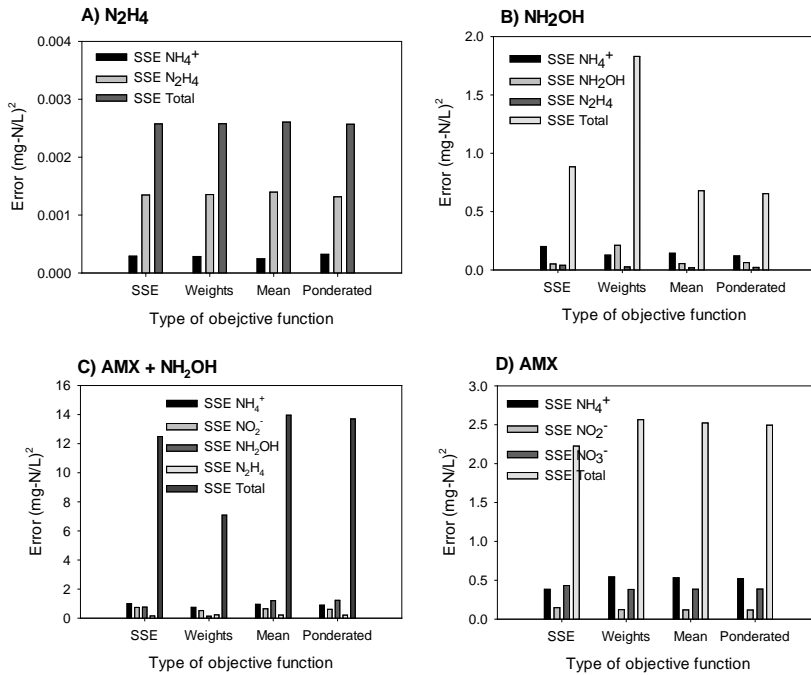 A) N2H4
0.004
0.003
0.002
0.001
0.000
Error (mg-N/L)²
SSE NH4⁺
SSE N2H4
SSE Total
SSE Weights Mean Ponderated
Type of obejctive function
B) NH2OH
2.0
1.5
1.0
0.5
0.0
Error (mg-N/L)²
SSE NH4⁺
SSE NH2OH
SSE N2H4
SSE Total
SSE Weights Mean Ponderated
Type of objective function
C) AMX + NH₂OH
16
14
12
10
8
6
4
2
0
Error (mg-N/L)²
SSE NH₄⁺
SSE NO₂⁻
SSE NH₂OH
SSE N₂H₄
SSE Total
SSE Weights Mean Ponderated
Type of objective function
D) AMX
3.0
2.5
2.0
1.5
1.0
0.5
0.0
Error (mg-N/L)²
SSE NH4⁺
SSE NO2⁻
SSE NO3⁻
SSE Total
SSE Weights Mean Ponderated
Type of objective function